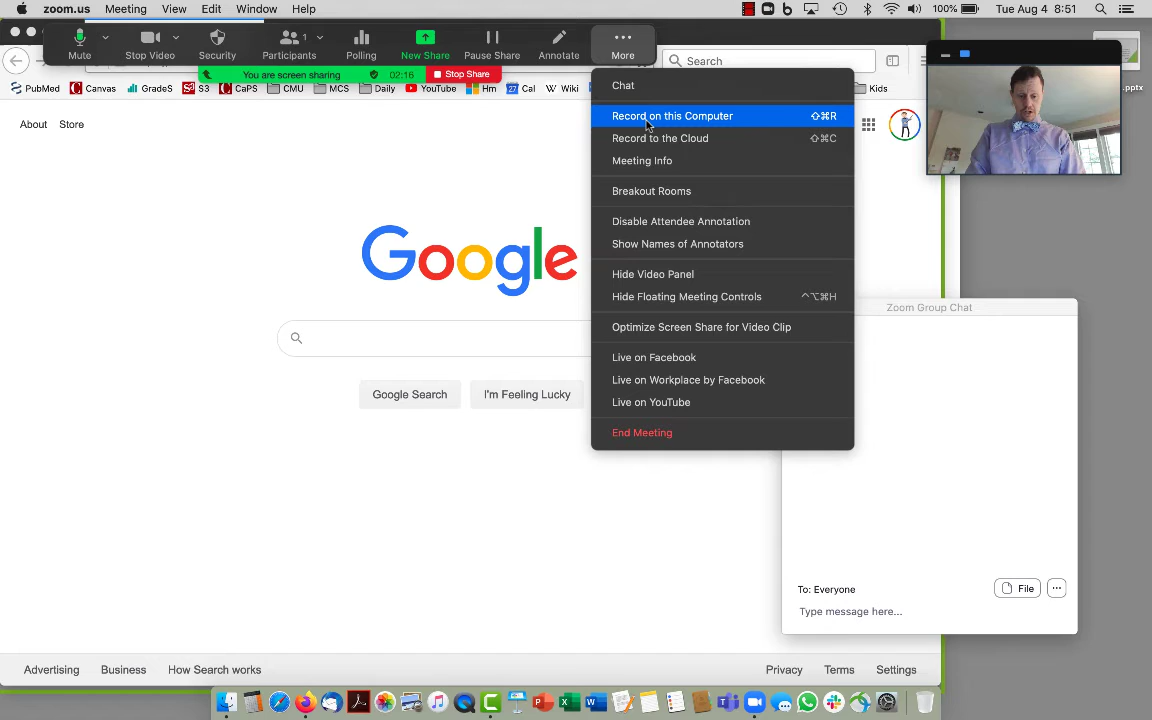 zoom.us Meeting View Edit Window Help 100% Tue Aug 4 8:51
Mute Stop Video Security Participants 1 Polling New Share Pause Share Annotate More
You are screen sharing 02:16 Stop Share
Search
PubMed Canvas GradeS S3 CaPS CMU MCS Daily YouTube Hm 27 Cal W Wiki Kids
.pptx
About Store
Chat
Record on this Computer ⇧⌘R
Record to the Cloud ⇧⌘C
Meeting Info
Breakout Rooms
Disable Attendee Annotation
Show Names of Annotators
Hide Video Panel
Hide Floating Meeting Controls ^⌥⌘H
Optimize Screen Share for Video Clip
Live on Facebook
Live on Workplace by Facebook
Live on YouTube
End Meeting
Google
Google Search I'm Feeling Lucky
Zoom Group Chat
To: Everyone File
Type message here...
Advertising Business How Search works Privacy Terms Settings